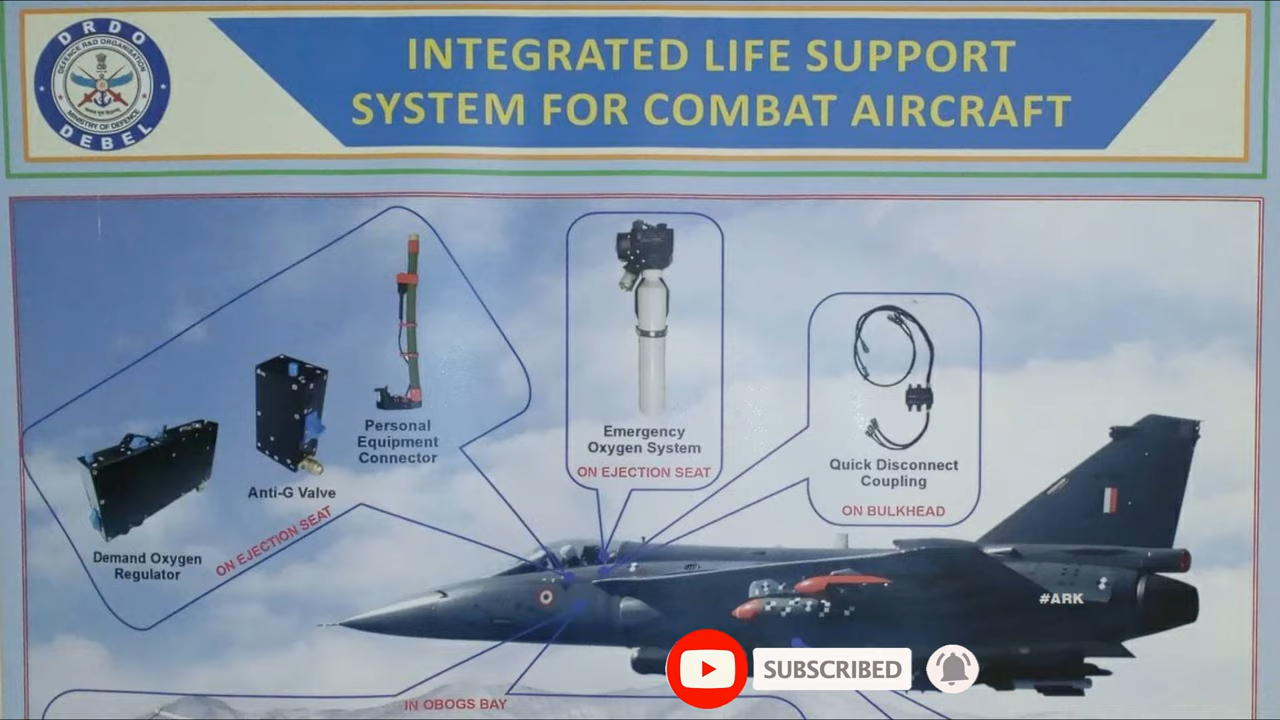 DRDO
DEFENCE R&D ORGANISATION
MINISTRY OF DEFENCE
DEBEL
INTEGRATED LIFE SUPPORT
SYSTEM FOR COMBAT AIRCRAFT
Personal
Equipment
Connector
Anti-G Valve
Demand Oxygen
Regulator
ON EJECTION SEAT
Emergency
Oxygen System
ON EJECTION SEAT
Quick Disconnect
Coupling
ON BULKHEAD
#ARK
SUBSCRIBED
IN OBOGS BAY